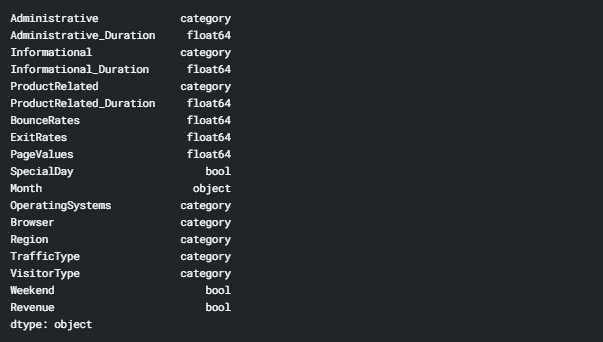 Administrative category
Administrative_Duration float64
Informational category
Informational_Duration float64
ProductRelated category
ProductRelated_Duration float64
BounceRates float64
ExitRates float64
PageValues float64
SpecialDay bool
Month object
OperatingSystems category
Browser category
Region category
TrafficType category
VisitorType category
Weekend bool
Revenue bool
dtype: object